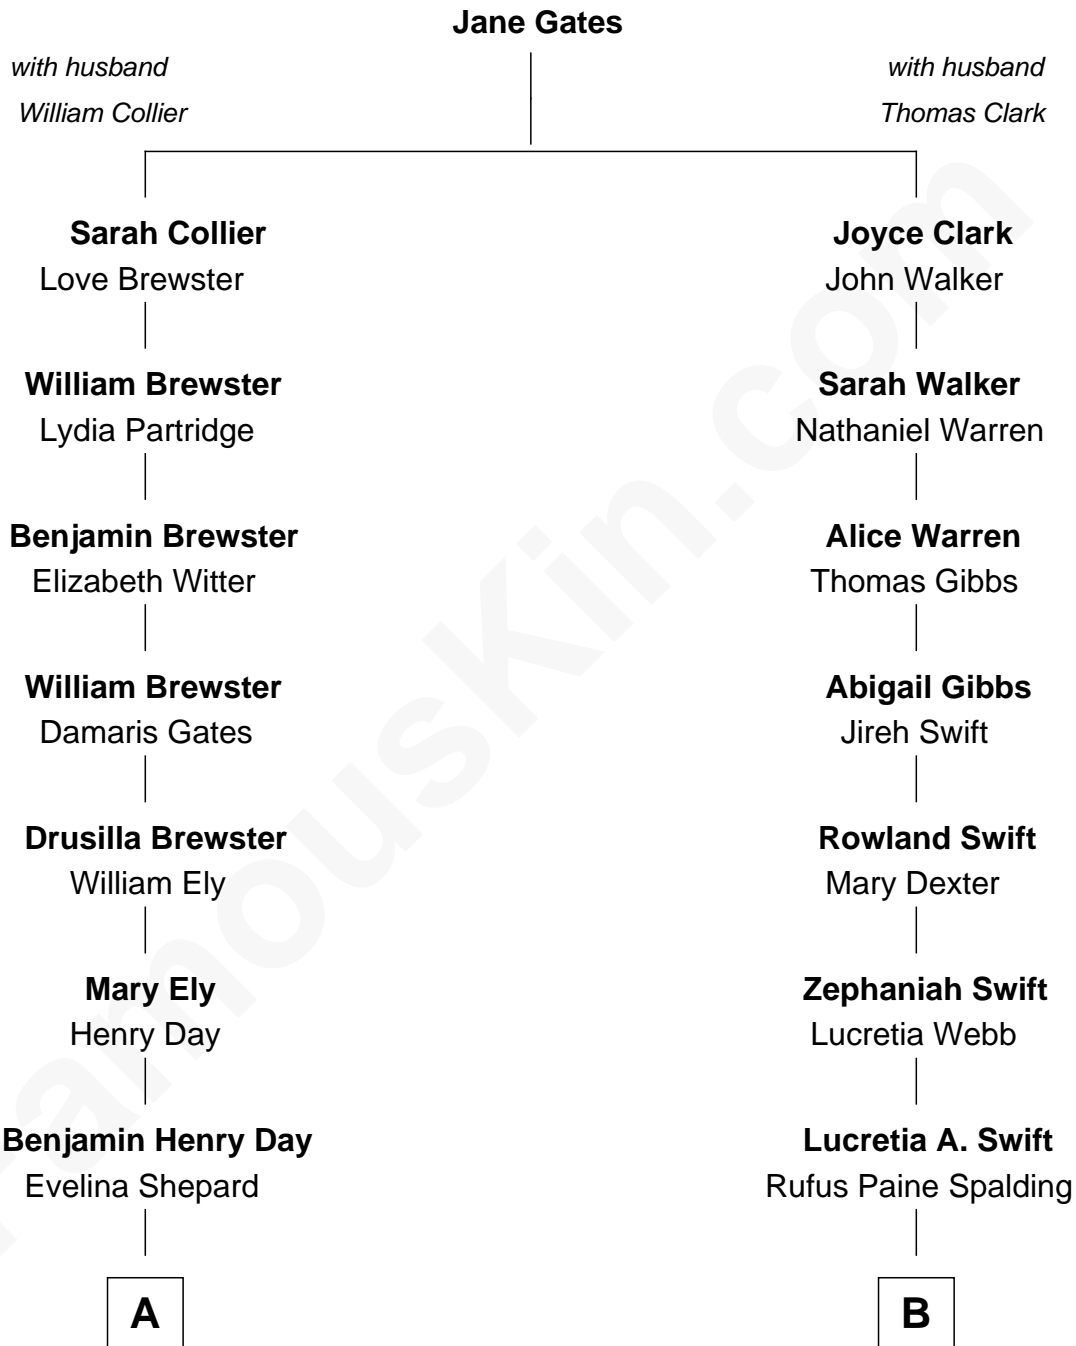 Jane Gates
with husband
William Collier
with husband
Thomas Clark
Sarah Collier
Love Brewster
Joyce Clark
John Walker
William Brewster
Lydia Partridge
Sarah Walker
Nathaniel Warren
Benjamin Brewster
Elizabeth Witter
Alice Warren
Thomas Gibbs
William Brewster
Damaris Gates
Abigail Gibbs
Jireh Swift
Drusilla Brewster
William Ely
Rowland Swift
Mary Dexter
Mary Ely
Henry Day
Zephaniah Swift
Lucretia Webb
Benjamin Henry Day
Evelina Shepard
Lucretia A. Swift
Rufus Paine Spalding
A
B
FamousKin.com